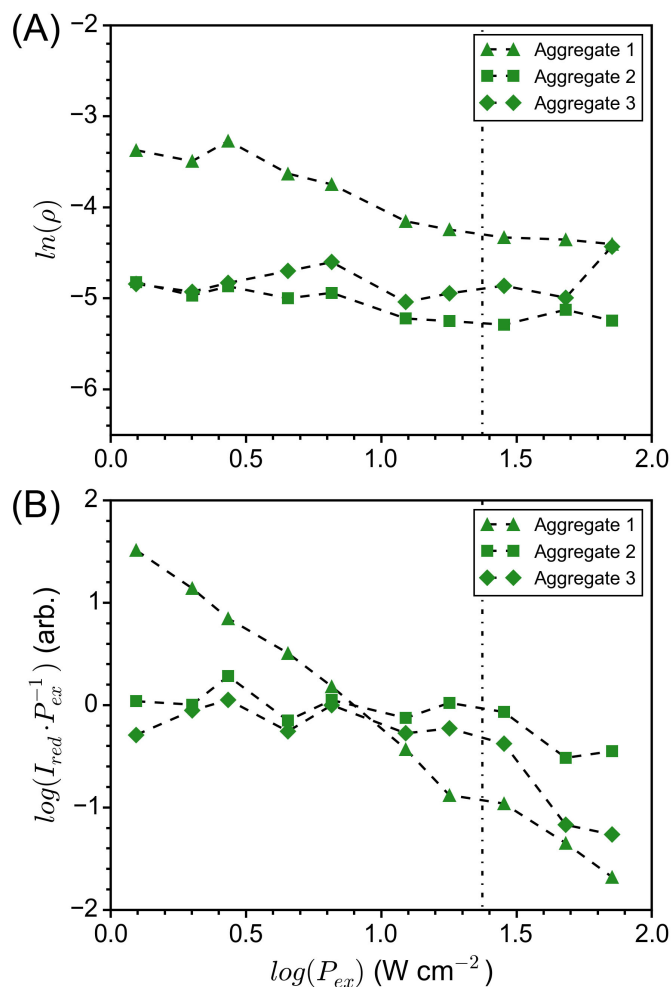 (A)
−2
−3
−4
−5
−6
ln(ρ)
Aggregate 1
Aggregate 2
Aggregate 3
0.0 0.5 1.0 1.5 2.0
(B)
2
1
0
−1
−2
log(I_red · P_ex^−1) (arb.)
Aggregate 1
Aggregate 2
Aggregate 3
0.0 0.5 1.0 1.5 2.0
log(P_ex) (W cm^−2)